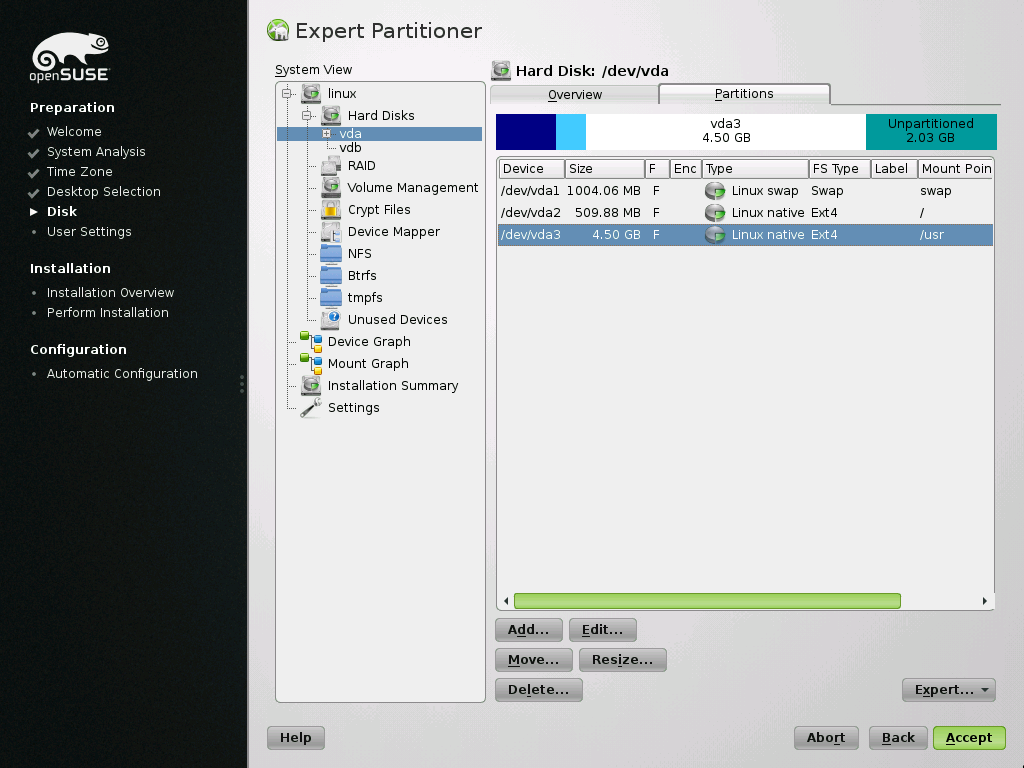 openSUSE
Preparation
Welcome
System Analysis
Time Zone
Desktop Selection
Disk
User Settings
Installation
Installation Overview
Perform Installation
Configuration
Automatic Configuration
Expert Partitioner
System View
linux
Hard Disks
vda
vdb
RAID
Volume Management
Crypt Files
Device Mapper
NFS
Btrfs
tmpfs
Unused Devices
Device Graph
Mount Graph
Installation Summary
Settings
Hard Disk: /dev/vda
Overview Partitions
vda3 Unpartitioned
4.50 GB 2.03 GB
Device Size F Enc Type FS Type Label Mount Poin
/dev/vda1 1004.06 MB F Linux swap Swap swap
/dev/vda2 509.88 MB F Linux native Ext4 /
/dev/vda3 4.50 GB F Linux native Ext4 /usr
Add... Edit...
Move... Resize...
Delete... Expert...
Help Abort Back Accept